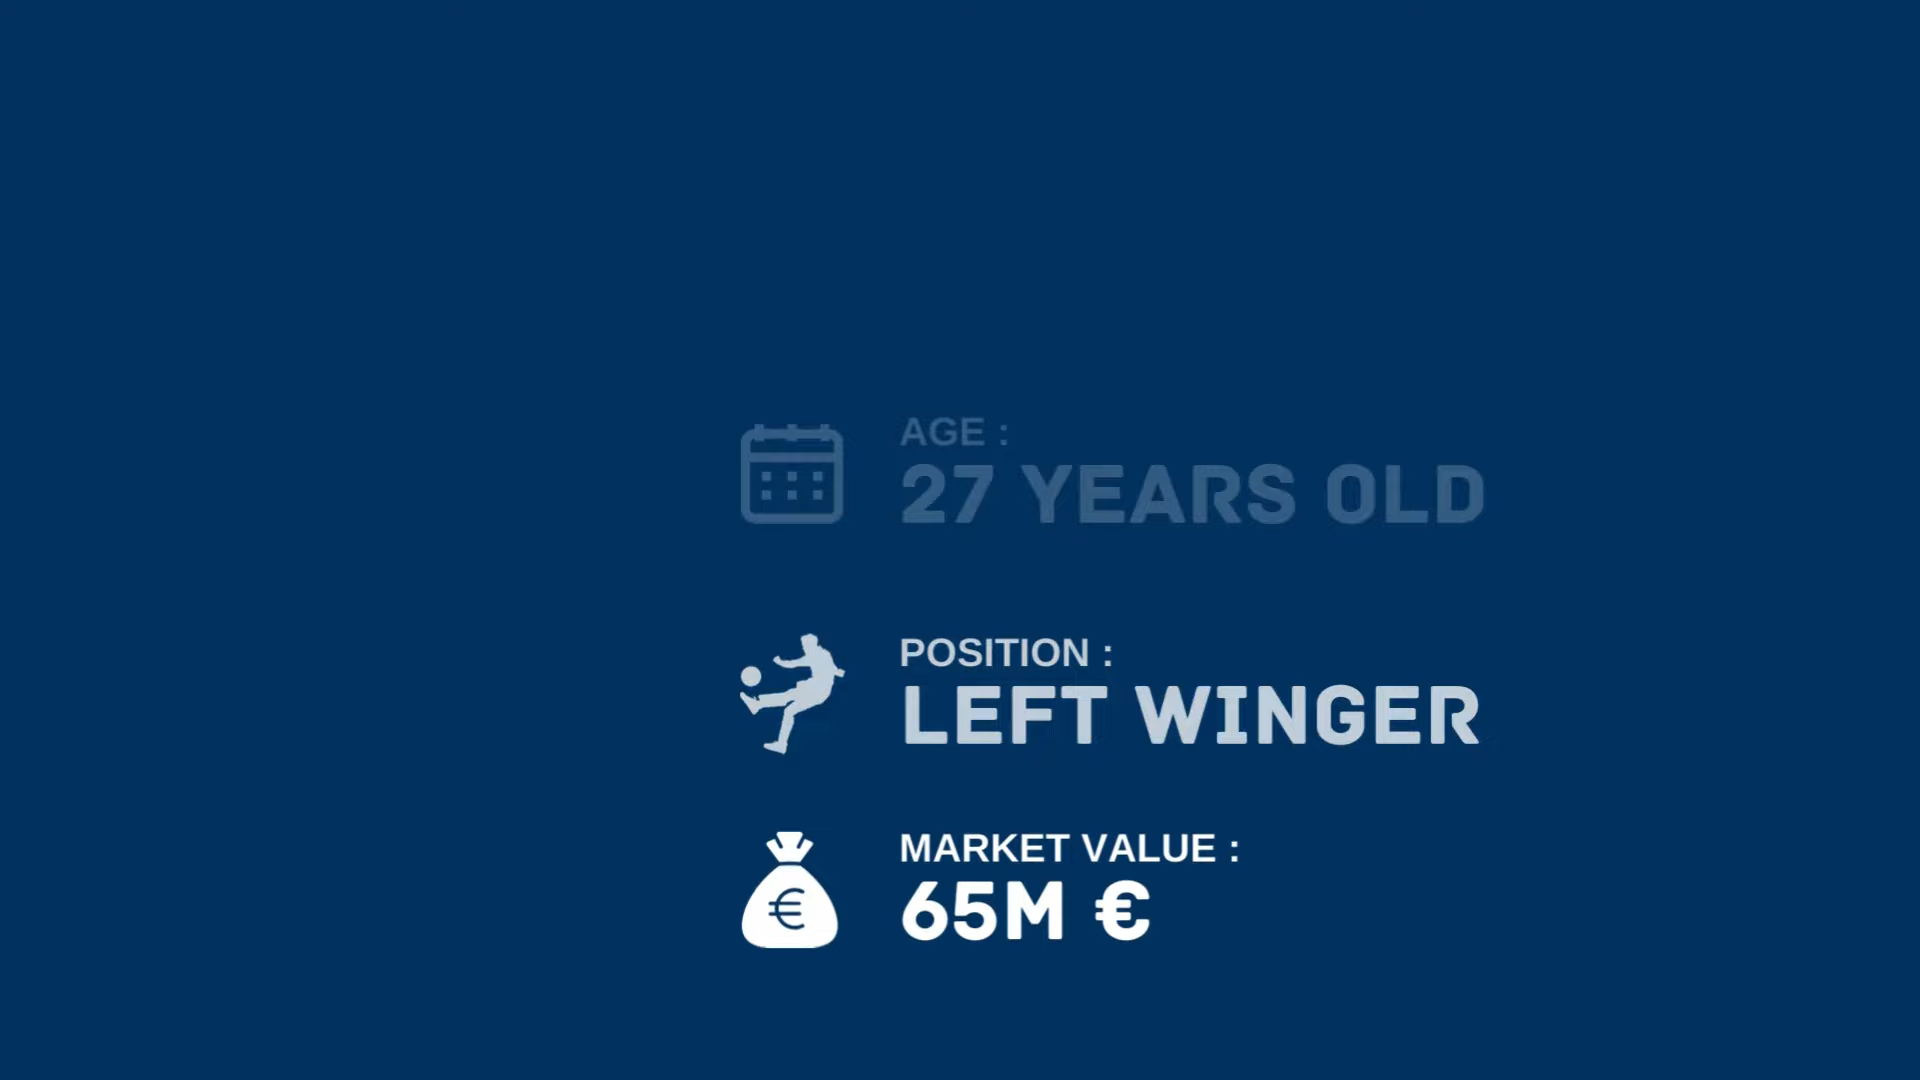 AGE :
27 YEARS OLD
POSITION :
LEFT WINGER
MARKET VALUE :
65M €